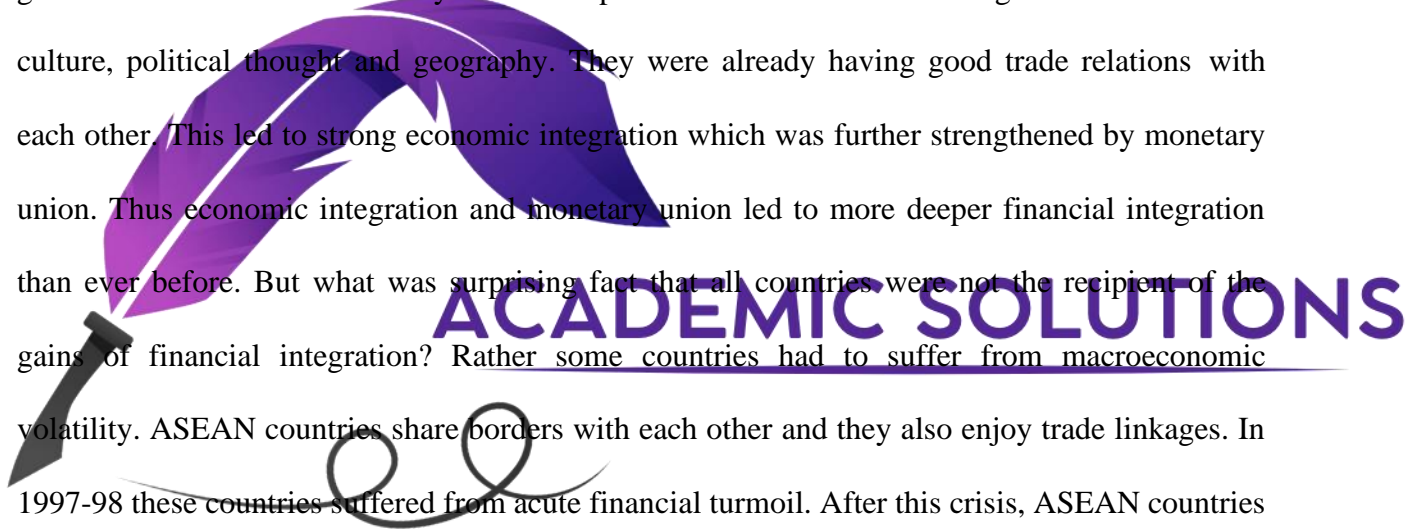 culture, political thought and geography. They were already having good trade relations with
each other. This led to strong economic integration which was further strengthened by monetary
union. Thus economic integration and monetary union led to more deeper financial integration
than ever before. But what was surprising fact that all countries were not the recipient of the
ACADEMIC SOLUTIONS
gains of financial integration? Rather some countries had to suffer from macroeconomic
volatility. ASEAN countries share borders with each other and they also enjoy trade linkages. In
1997-98 these countries suffered from acute financial turmoil. After this crisis, ASEAN countries